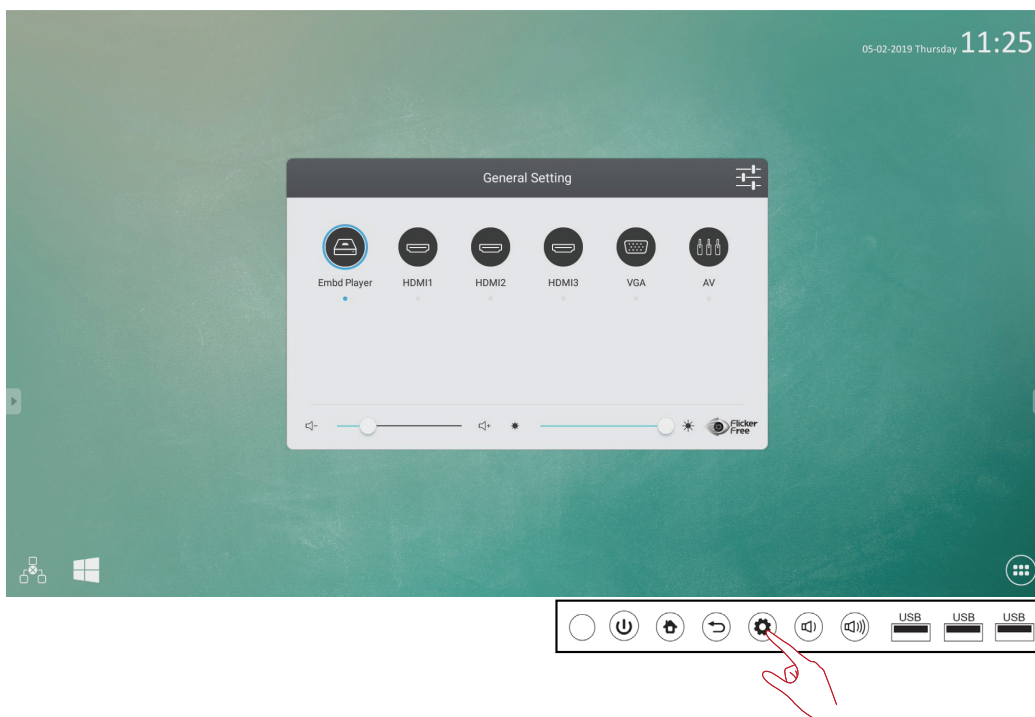 05-02-2019 Thursday 11:25
General Setting
Embd Player HDMI1 HDMI2 HDMI3 VGA AV
Flicker
Free
USB USB USB